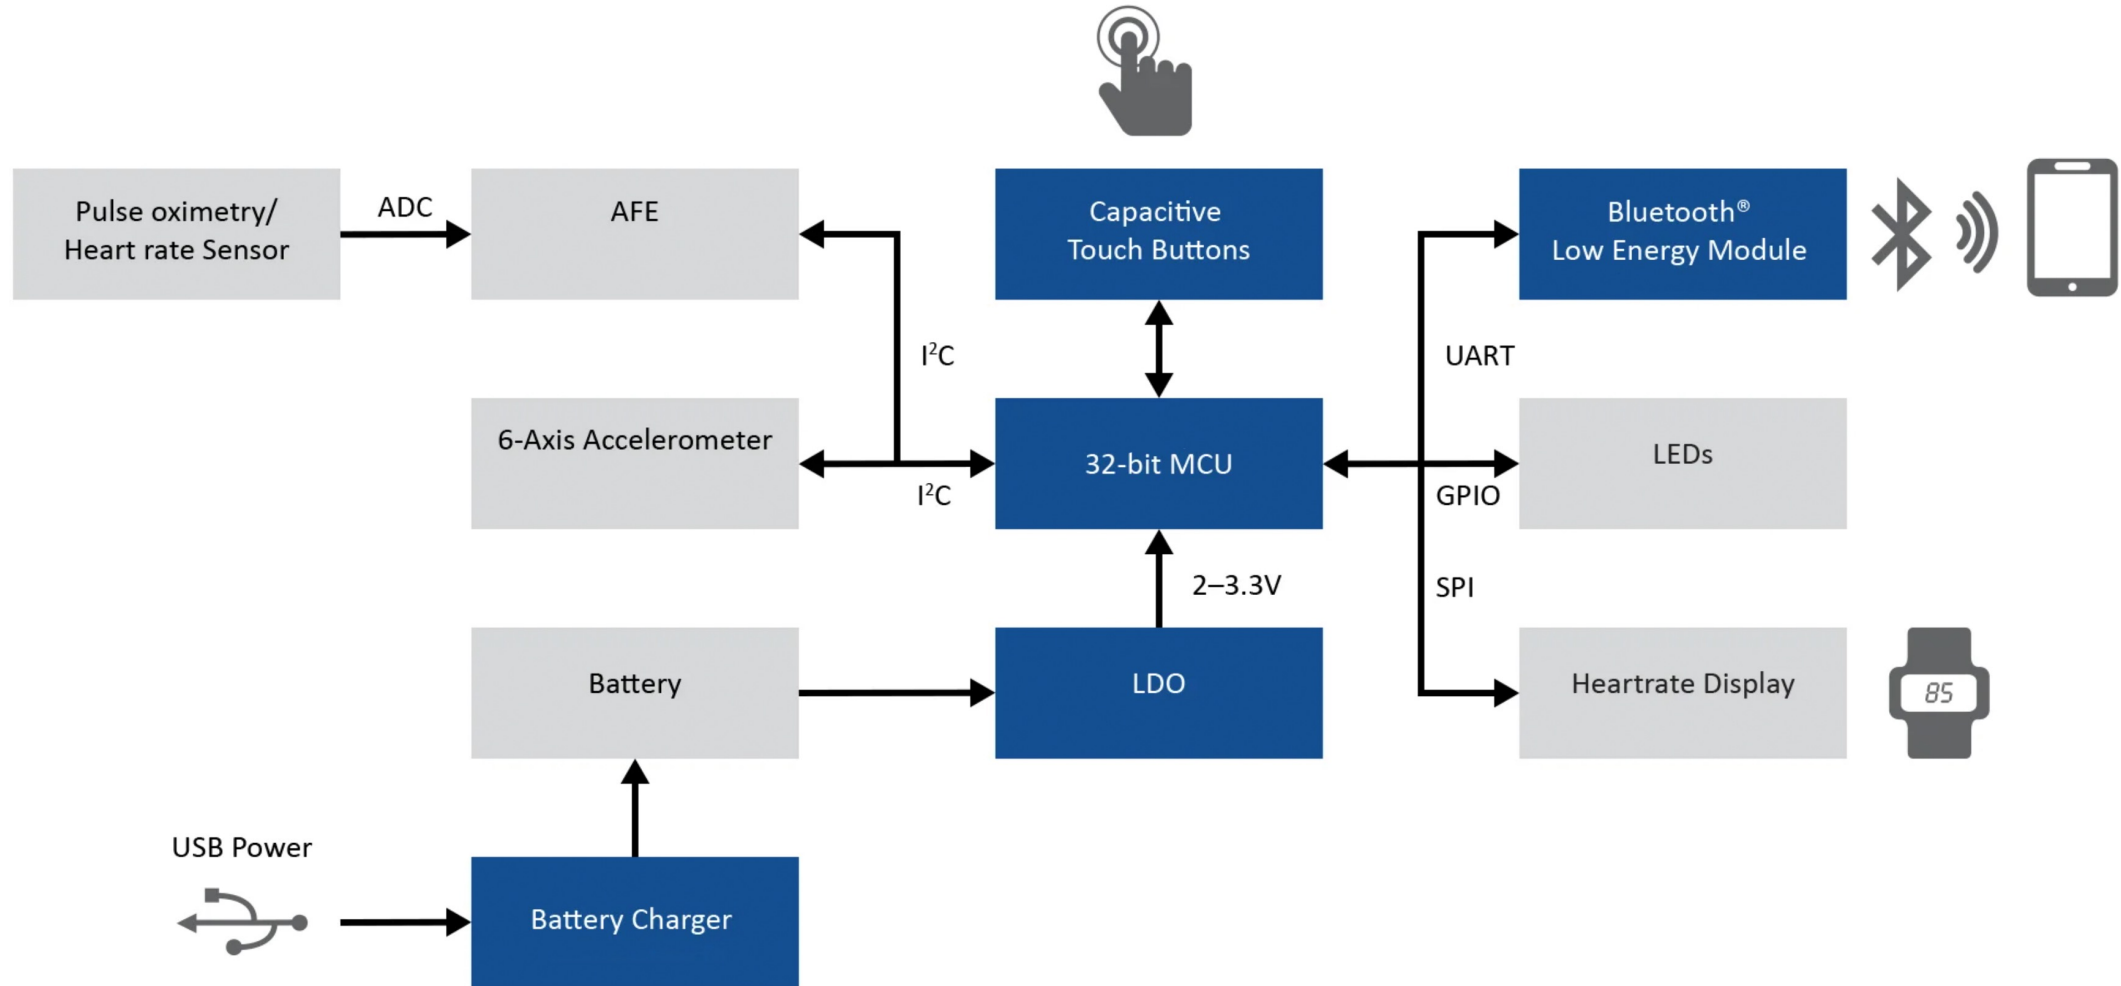 Pulse oximetry/
Heart rate Sensor
ADC
AFE
Capacitive
Touch Buttons
Bluetooth®
Low Energy Module
I²C
UART
6-Axis Accelerometer
I²C
32-bit MCU
GPIO
LEDs
2–3.3V
SPI
Battery
LDO
Heartrate Display
85
USB Power
Battery Charger